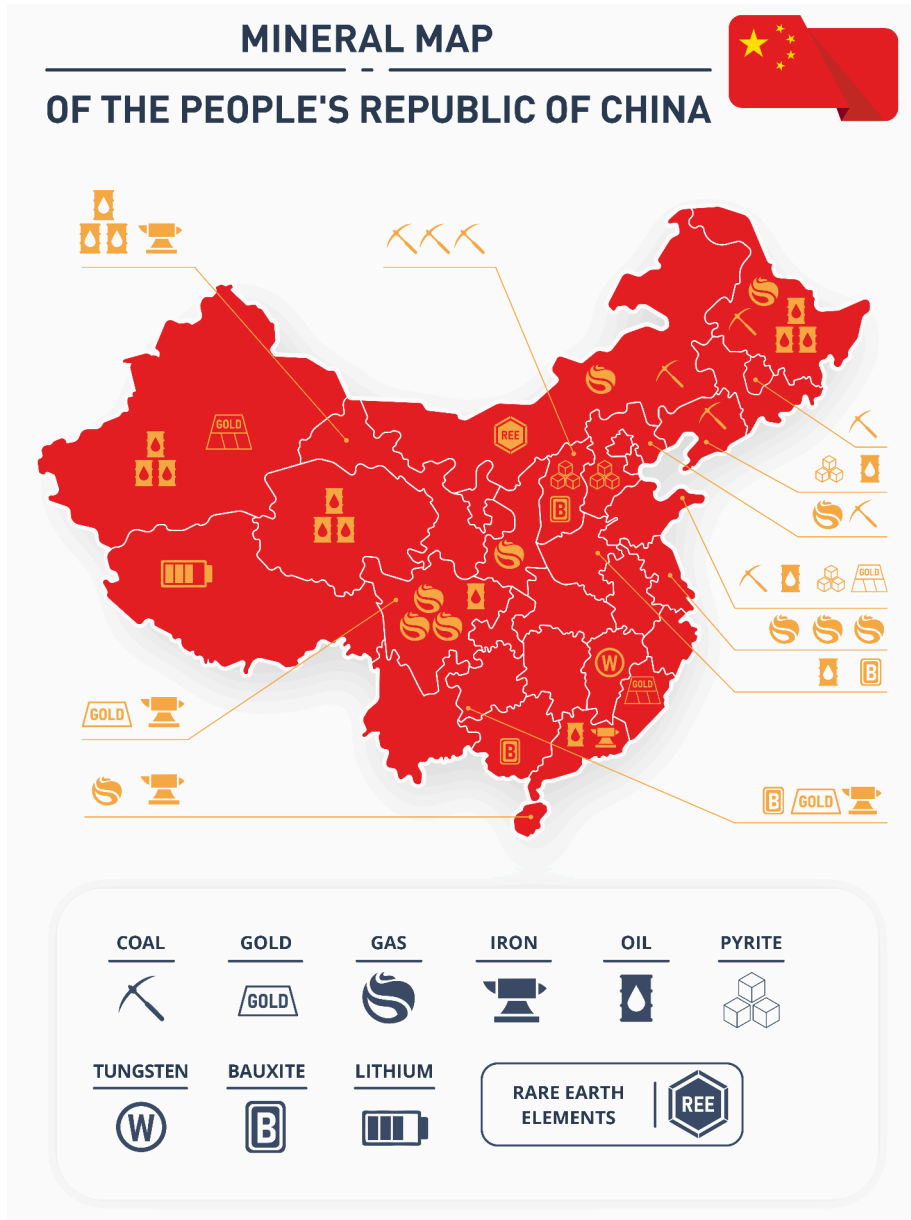 MINERAL MAP
OF THE PEOPLE'S REPUBLIC OF CHINA
GOLD
REE
B
GOLD
W
GOLD
B
GOLD
B
GOLD
B GOLD
COAL GOLD GAS IRON OIL PYRITE
GOLD
TUNGSTEN BAUXITE LITHIUM
W B
RARE EARTH
ELEMENTS
REE